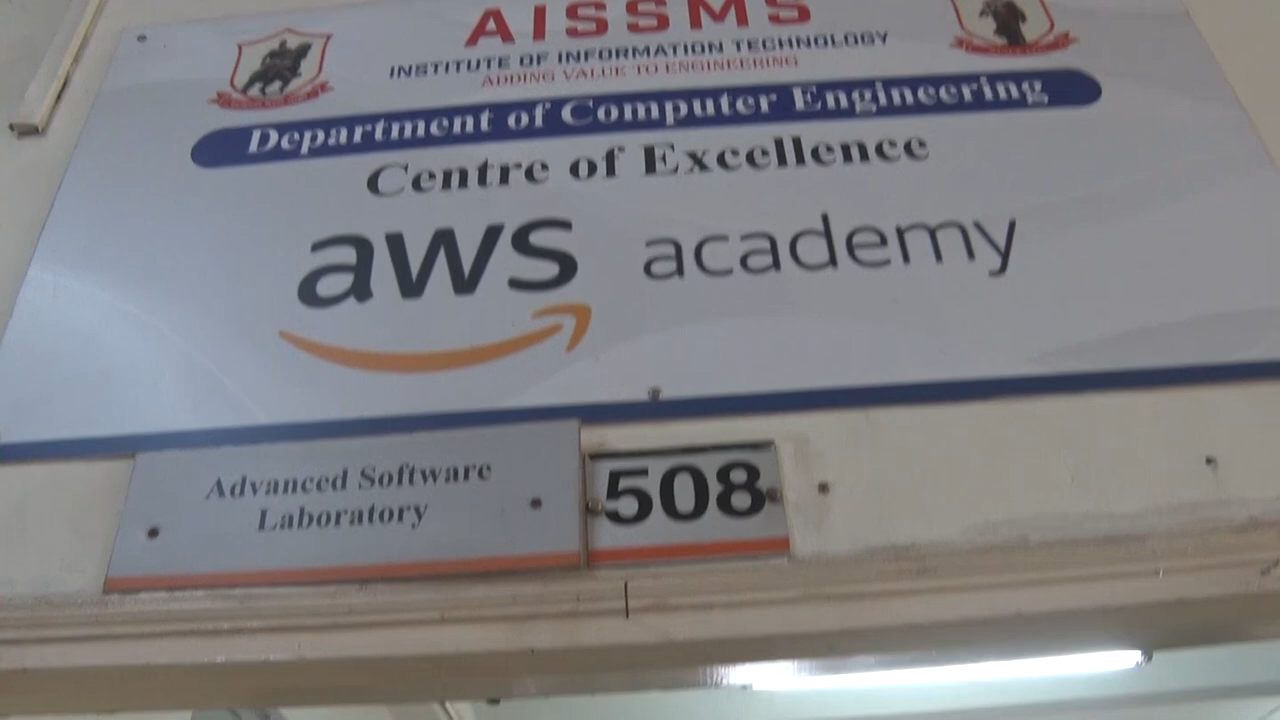 AISSMS
INSTITUTE OF INFORMATION TECHNOLOGY
ADDING VALUE TO ENGINEERING
Department of Computer Engineering
Centre of Excellence
aws academy
Advanced Software
Laboratory
508